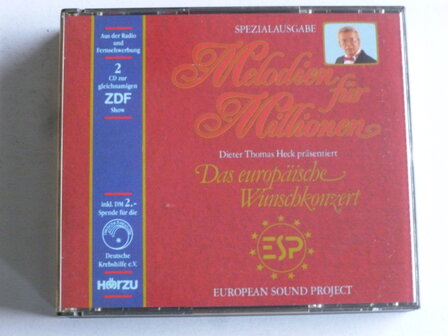 SPEZIALAUSGABE
Melodien für
Millionen
Dieter Thomas Heck präsentiert
Das europäische
Wunschkonzert
ESP
EUROPEAN SOUND PROJECT
Aus der Radio
und
Fernsehwerbung
2
CD zur
gleichnamigen
ZDF
Show
inkl. DM 2.-
Spende für die
Deutsche
Krebshilfe e.V.
HÖRZU